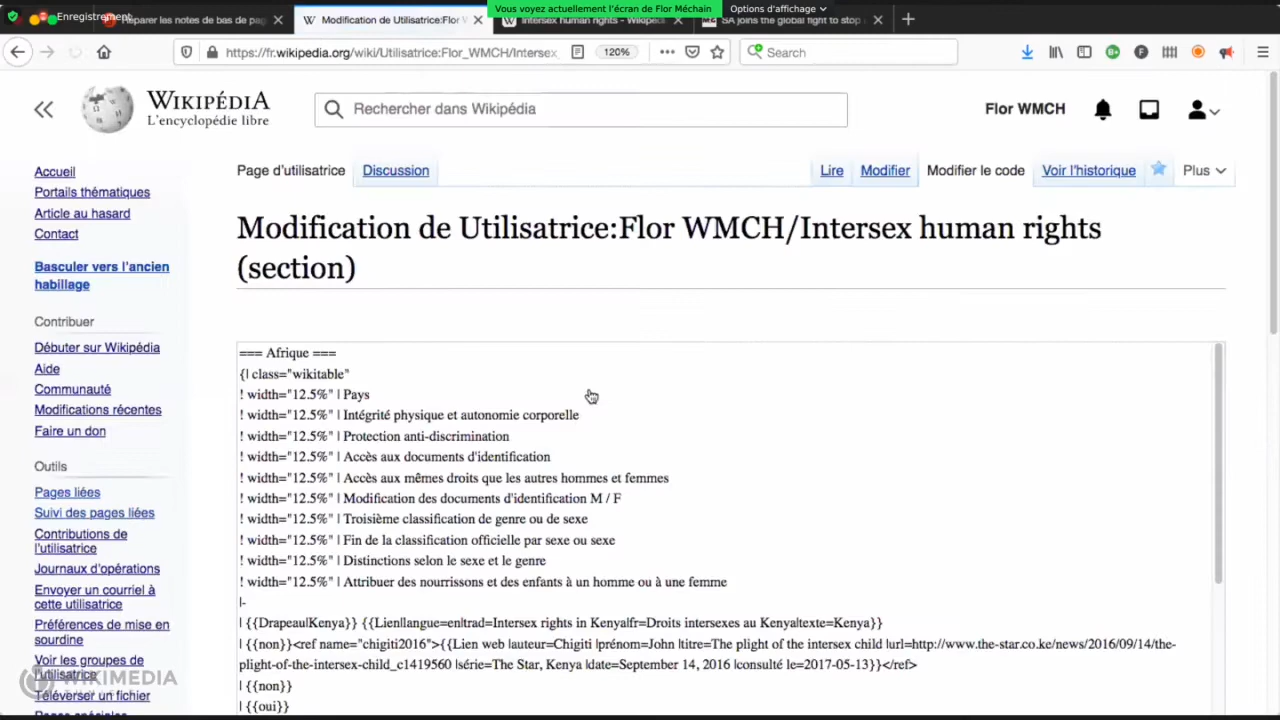 Enregistrement
Vous voyez actuellement l'écran de Flor Méchain
Options d'affichage
parer les notes de bas de pag
Modification de Utilisatrice:Flor W
Intersex human rights - Wikiped
SA joins the global fight to stop
https://fr.wikipedia.org/wiki/Utilisatrice:Flor_WMCH/Intersex
120%
Search
WIKIPÉDIA
L'encyclopédie libre
Rechercher dans Wikipédia
Flor WMCH
Page d'utilisatrice
Discussion
Lire
Modifier
Modifier le code
Voir l'historique
Plus
Accueil
Portails thématiques
Article au hasard
Contact
Basculer vers l'ancien
habillage
Contribuer
Débuter sur Wikipédia
Aide
Communauté
Modifications récentes
Faire un don
Outils
Pages liées
Suivi des pages liées
Contributions de
l'utilisatrice
Journaux d'opérations
Envoyer un courriel à
cette utilisatrice
Préférences de mise en
sourdine
Voir les groupes de
l'utilisatrice
Téléverser un fichier
Pages spéciales
WIKIMEDIA
Modification de Utilisatrice:Flor WMCH/Intersex human rights
(section)
=== Afrique ===
{| class="wikitable"
! width="12.5%" | Pays
! width="12.5%" | Intégrité physique et autonomie corporelle
! width="12.5%" | Protection anti-discrimination
! width="12.5%" | Accès aux documents d'identification
! width="12.5%" | Accès aux mêmes droits que les autres hommes et femmes
! width="12.5%" | Modification des documents d'identification M / F
! width="12.5%" | Troisième classification de genre ou de sexe
! width="12.5%" | Fin de la classification officielle par sexe ou sexe
! width="12.5%" | Distinctions selon le sexe et le genre
! width="12.5%" | Attribuer des nourrissons et des enfants à un homme ou à une femme
|-
| {{Drapeau|Kenya}} {{Lien|langue=en|trad=Intersex rights in Kenya|fr=Droits intersexes au Kenya|texte=Kenya}}
| {{non}}<ref name="chigiti2016">{{Lien web |auteur=Chigiti |prénom=John |titre=The plight of the intersex child |url=http://www.the-star.co.ke/news/2016/09/14/the-
plight-of-the-intersex-child_c1419560 |série=The Star, Kenya |date=September 14, 2016 |consulté le=2017-05-13}}</ref>
| {{non}}
| {{oui}}